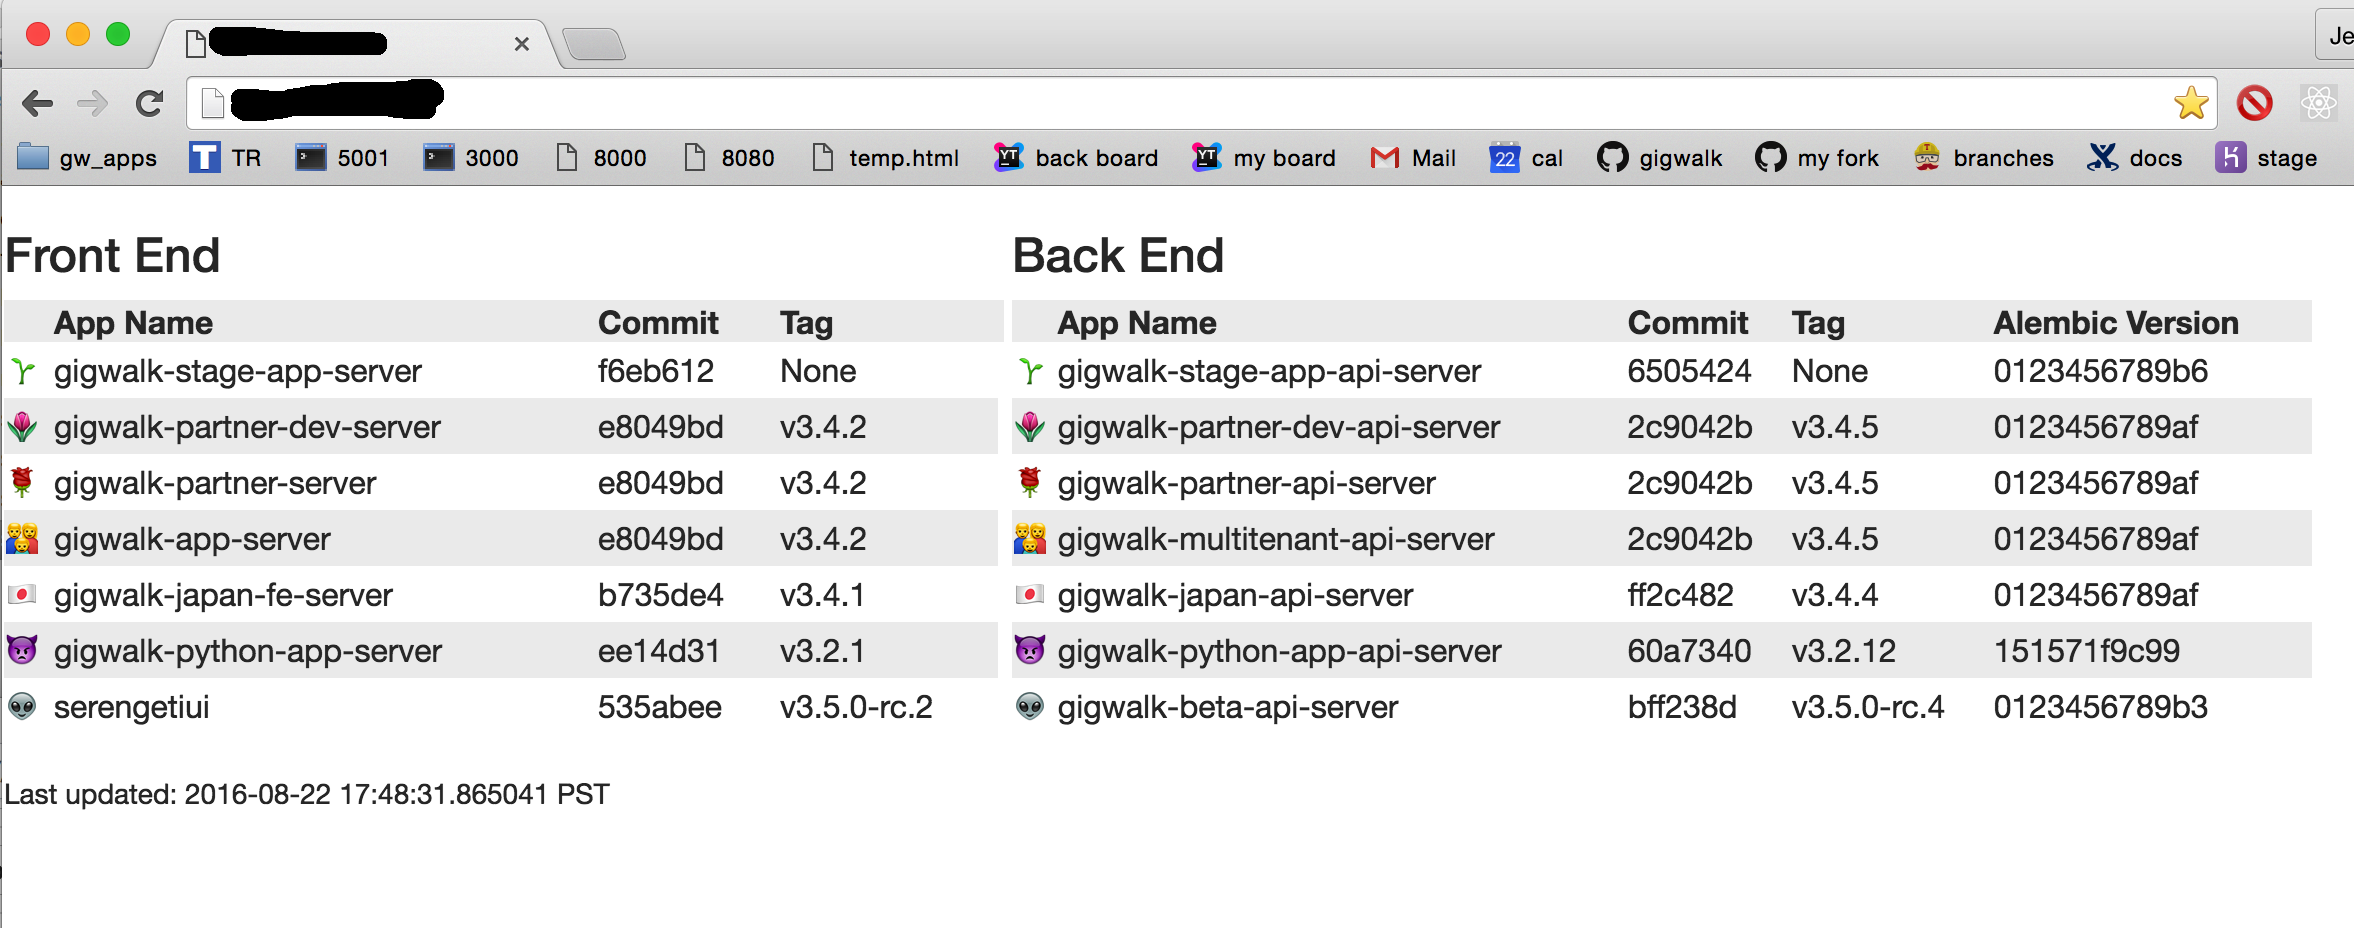 Je
gw_apps TR 5001 3000 8000 8080 temp.html back board my board Mail 22 cal gigwalk my fork branches docs stage
Front End
App Name Commit Tag
gigwalk-stage-app-server f6eb612 None
gigwalk-partner-dev-server e8049bd v3.4.2
gigwalk-partner-server e8049bd v3.4.2
gigwalk-app-server e8049bd v3.4.2
gigwalk-japan-fe-server b735de4 v3.4.1
gigwalk-python-app-server ee14d31 v3.2.1
serengetiui 535abee v3.5.0-rc.2
Back End
App Name Commit Tag Alembic Version
gigwalk-stage-app-api-server 6505424 None 0123456789b6
gigwalk-partner-dev-api-server 2c9042b v3.4.5 0123456789af
gigwalk-partner-api-server 2c9042b v3.4.5 0123456789af
gigwalk-multitenant-api-server 2c9042b v3.4.5 0123456789af
gigwalk-japan-api-server ff2c482 v3.4.4 0123456789af
gigwalk-python-app-api-server 60a7340 v3.2.12 151571f9c99
gigwalk-beta-api-server bff238d v3.5.0-rc.4 0123456789b3
Last updated: 2016-08-22 17:48:31.865041 PST